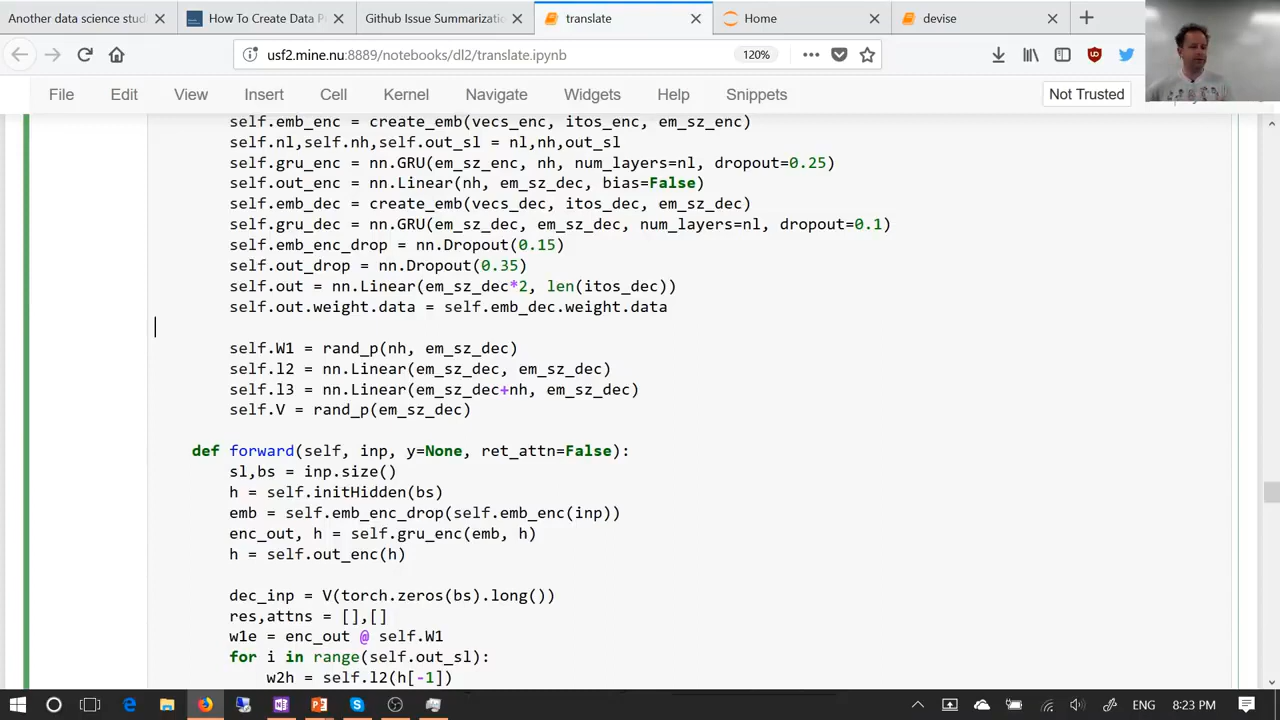 Another data science stud
How To Create Data P
Github Issue Summarizatio
translate
Home
devise
usf2.mine.nu:8889/notebooks/dl2/translate.ipynb
120%
File Edit View Insert Cell Kernel Navigate Widgets Help Snippets
Not Trusted
self.emb_enc = create_emb(vecs_enc, itos_enc, em_sz_enc)
self.nl,self.nh,self.out_sl = nl,nh,out_sl
self.gru_enc = nn.GRU(em_sz_enc, nh, num_layers=nl, dropout=0.25)
self.out_enc = nn.Linear(nh, em_sz_dec, bias=False)
self.emb_dec = create_emb(vecs_dec, itos_dec, em_sz_dec)
self.gru_dec = nn.GRU(em_sz_dec, em_sz_dec, num_layers=nl, dropout=0.1)
self.emb_enc_drop = nn.Dropout(0.15)
self.out_drop = nn.Dropout(0.35)
self.out = nn.Linear(em_sz_dec*2, len(itos_dec))
self.out.weight.data = self.emb_dec.weight.data
self.W1 = rand_p(nh, em_sz_dec)
self.l2 = nn.Linear(em_sz_dec, em_sz_dec)
self.l3 = nn.Linear(em_sz_dec+nh, em_sz_dec)
self.V = rand_p(em_sz_dec)
def forward(self, inp, y=None, ret_attn=False):
sl,bs = inp.size()
h = self.initHidden(bs)
emb = self.emb_enc_drop(self.emb_enc(inp))
enc_out, h = self.gru_enc(emb, h)
h = self.out_enc(h)
dec_inp = V(torch.zeros(bs).long())
res,attns = [],[]
w1e = enc_out @ self.W1
for i in range(self.out_sl):
w2h = self.l2(h[-1])
8:23 PM